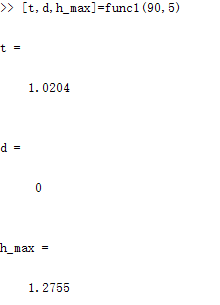 >> [t,d,h_max]=func1(90,5)
t =
1.0204
d =
0
h_max =
1.2755